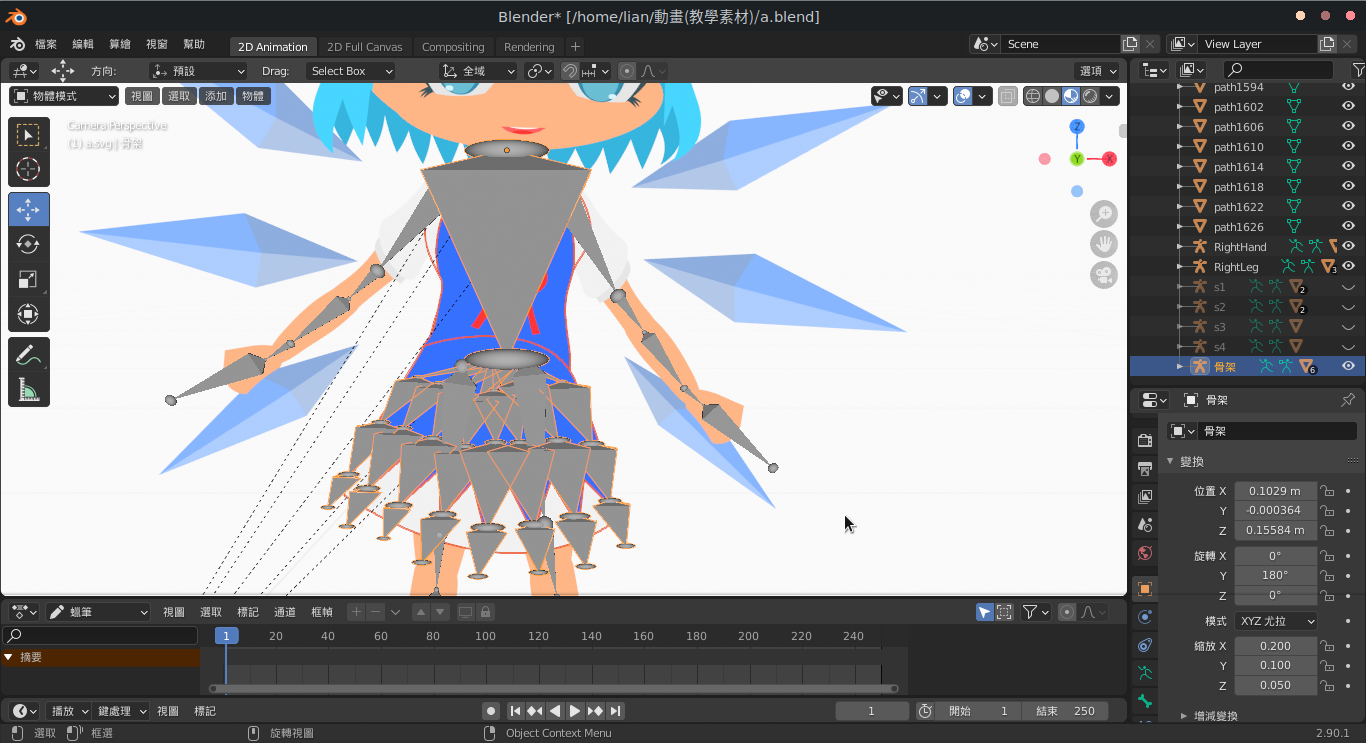 Blender* [/home/lian/動畫(教學素材)/a.blend]
檔案 編輯 算繪 視窗 幫助 2D Animation 2D Full Canvas Compositing Rendering + Scene View Layer
方向: 預設 Drag: Select Box 全域 選項
物體模式 視圖 選取 添加 物體
Camera Perspective
(1) a.svg | 骨架
Z
Y
X
path1594
path1602
path1606
path1610
path1614
path1618
path1622
path1626
RightHand
RightLeg 3
s1 2
s2 2
s3
s4
骨架 6
骨架
骨架
變換
位置 X 0.1029 m
Y -0.000364
Z 0.15584 m
旋轉 X 0°
Y 180°
Z 0°
模式 XYZ 尤拉
縮放 X 0.200
Y 0.100
Z 0.050
增減變換
蠟筆 視圖 選取 標記 通道 框幀
1 20 40 60 80 100 120 140 160 180 200 220 240
摘要
播放 鍵處理 視圖 標記 1 開始 1 結束 250
選取 框選 旋轉視圖 Object Context Menu 2.90.1